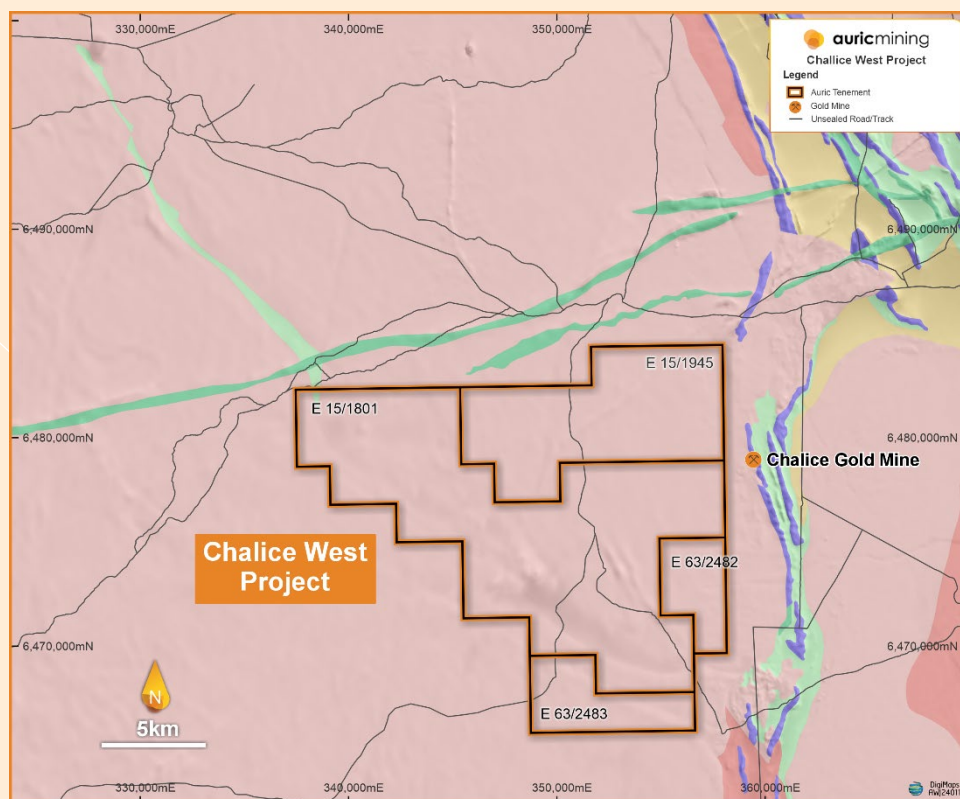 330,000mE
340,000mE
350,000mE
auricmining
Challice West Project
Legend
Auric Tenement
Gold Mine
Unsealed Road/Track
6,490,000mN
6,490,000mN
E 15/1945
E 15/1801
6,480,000mN
6,480,000mN
Chalice Gold Mine
Chalice West
Project
E 63/2482
6,470,000mN
6,470,000mN
N
5km
E 63/2483
330,000mE
340,000mE
350,000mE
360,000mE
DigiMaps